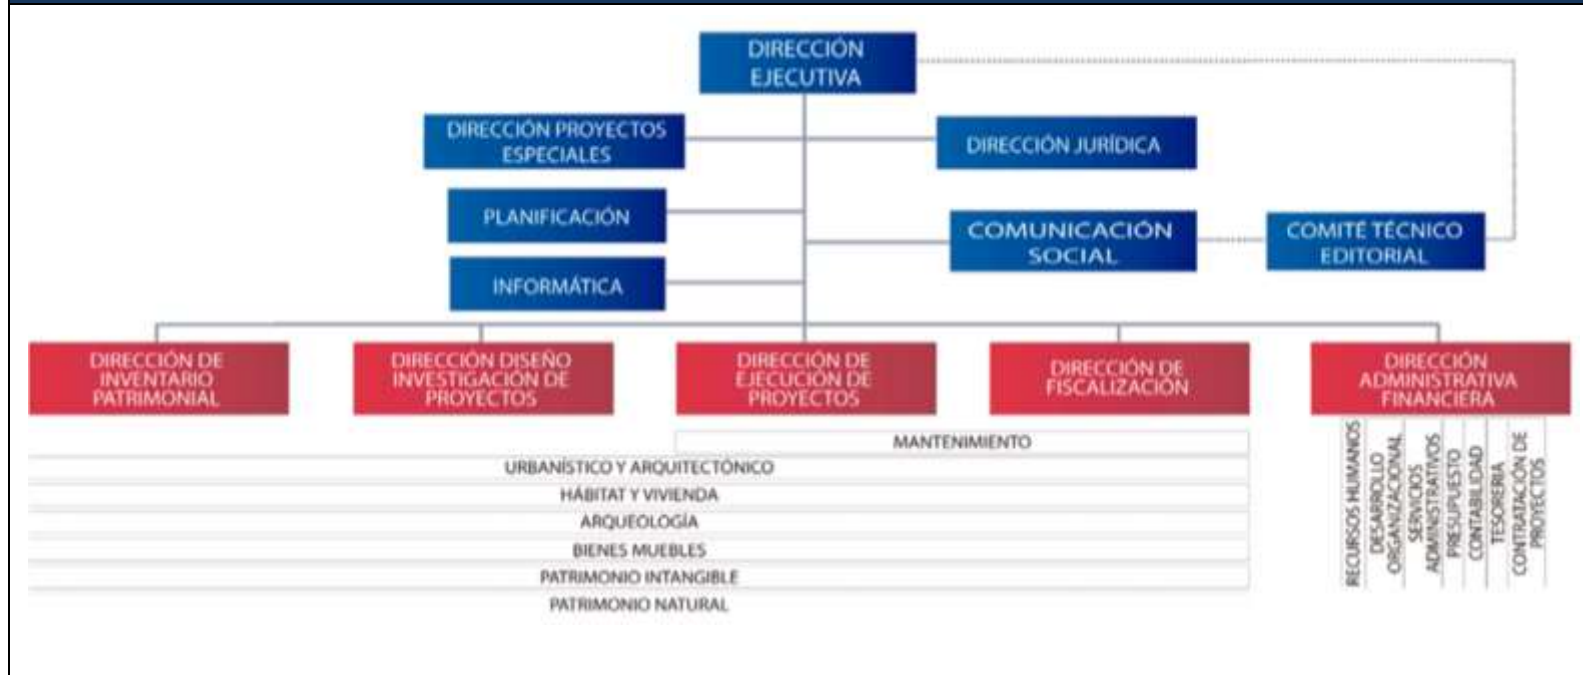 DIRECCIÓN
EJECUTIVA
DIRECCIÓN PROYECTOS
ESPECIALES
DIRECCIÓN JURÍDICA
PLANIFICACIÓN
COMUNICACIÓN
SOCIAL
COMITÉ TÉCNICO
EDITORIAL
INFORMÁTICA
DIRECCIÓN DE
INVENTARIO
PATRIMONIAL
DIRECCIÓN DISEÑO
INVESTIGACIÓN DE
PROYECTOS
DIRECCIÓN DE
EJECUCIÓN DE
PROYECTOS
DIRECCIÓN DE
FISCALIZACIÓN
DIRECCIÓN
ADMINISTRATIVA
FINANCIERA
MANTENIMIENTO
URBANÍSTICO Y ARQUITECTÓNICO
HÁBITAT Y VIVIENDA
ARQUEOLOGÍA
BIENES MUEBLES
PATRIMONIO INTANGIBLE
PATRIMONIO NATURAL
RECURSOS HUMANOS
DESARROLLO
ORGANIZACIONAL
SERVICIOS
ADMINISTRATIVOS
PRESUPUESTO
CONTABILIDAD
TESORERIA
CONTRATACIÓN DE
PROYECTOS